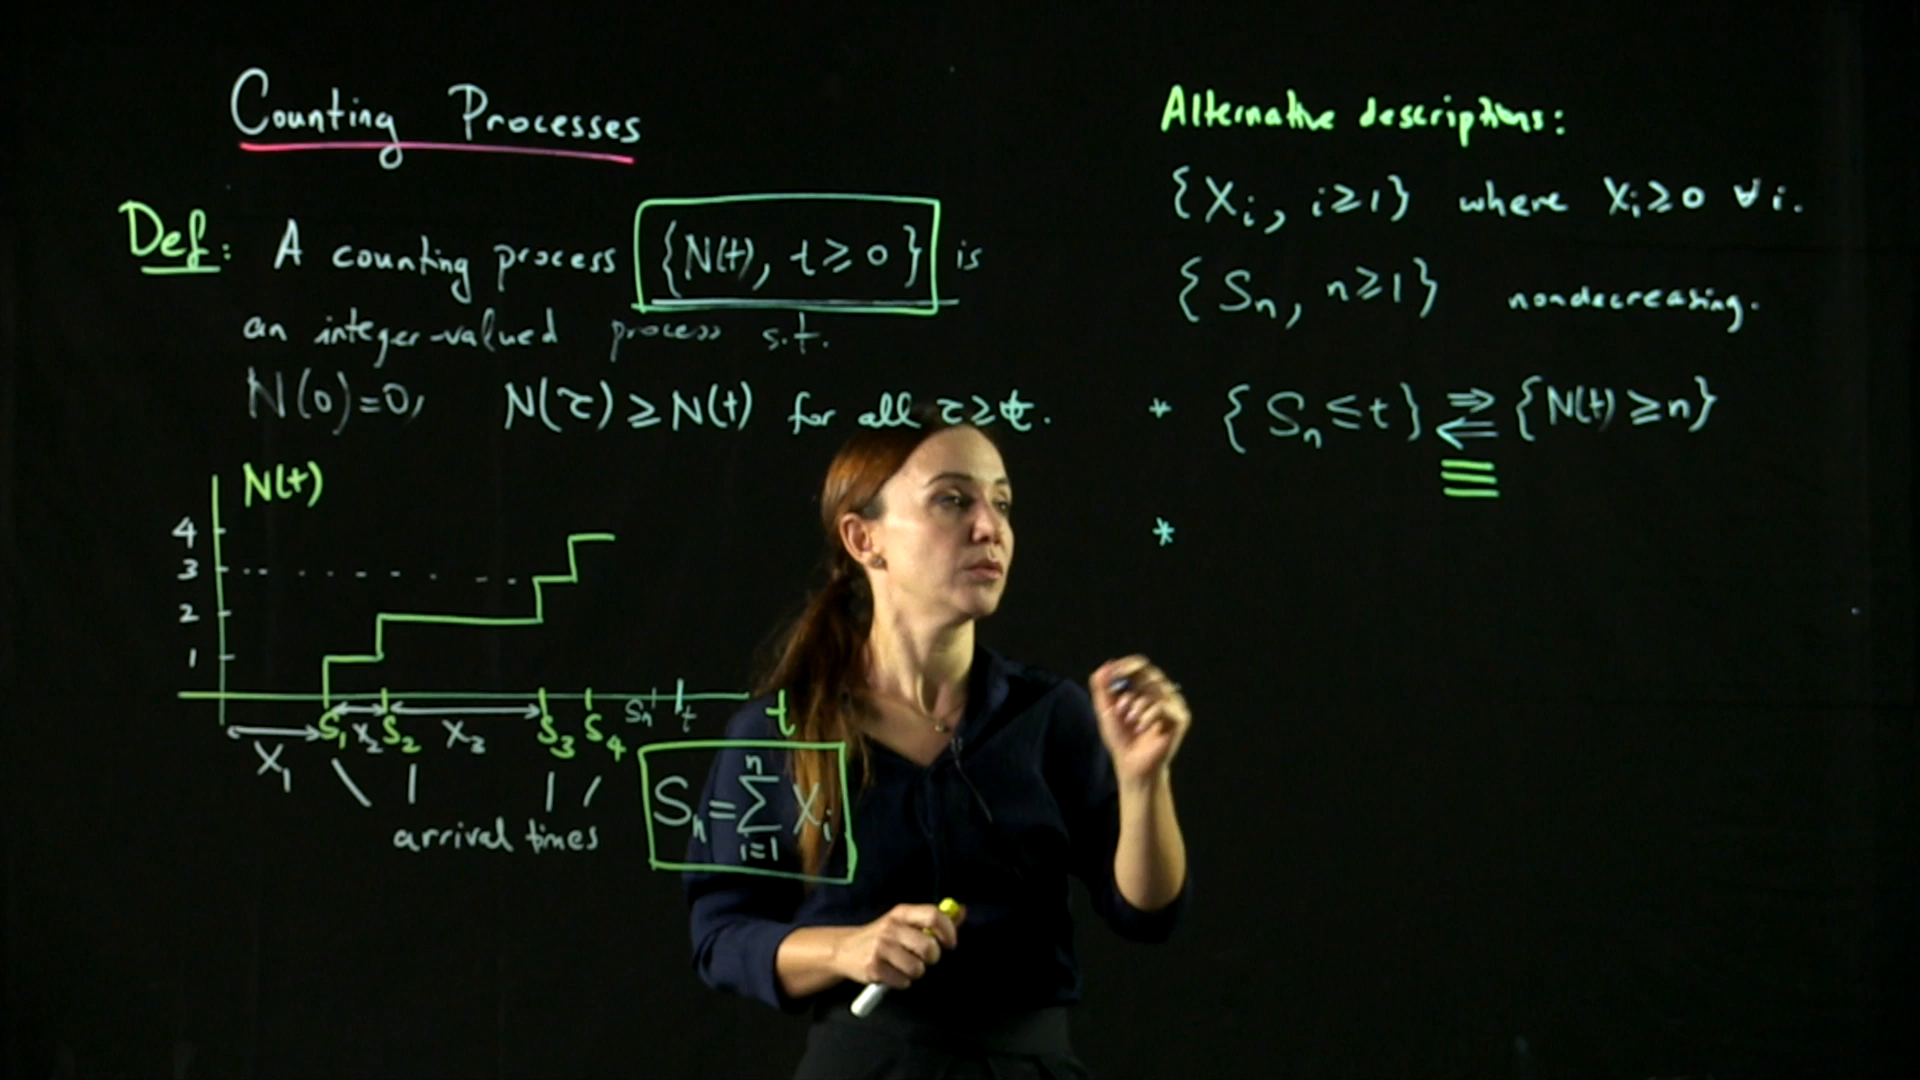 Counting Processes
Def: A counting process {N(t), t ≥ 0} is
an integer-valued process s.t.
N(0)=0, N(τ) ≥ N(t) for all τ ≥ t.
N(t)
4
3
2
1
S₁ X₂ S₂ X₃ S₃ S₄ Sₙ t t
X₁
arrival times
Sₙ = ∑ᵢ₌₁ⁿ Xᵢ
Alternative descriptions:
{Xᵢ, i≥1} where Xᵢ≥0 ∀i.
{Sₙ, n≥1} nondecreasing.
* {Sₙ ≤ t} ⇒ ⇐ {N(t) ≥ n}
*